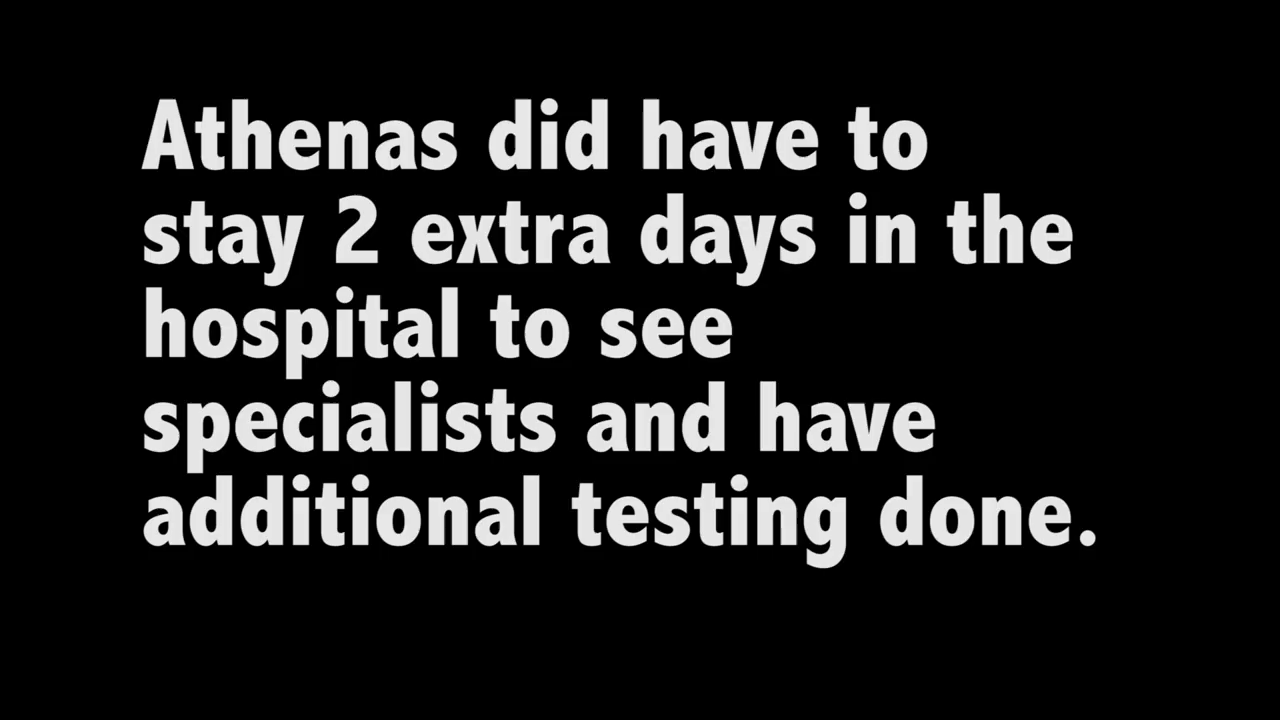 Athenas did have to
stay 2 extra days in the
hospital to see
specialists and have
additional testing done.